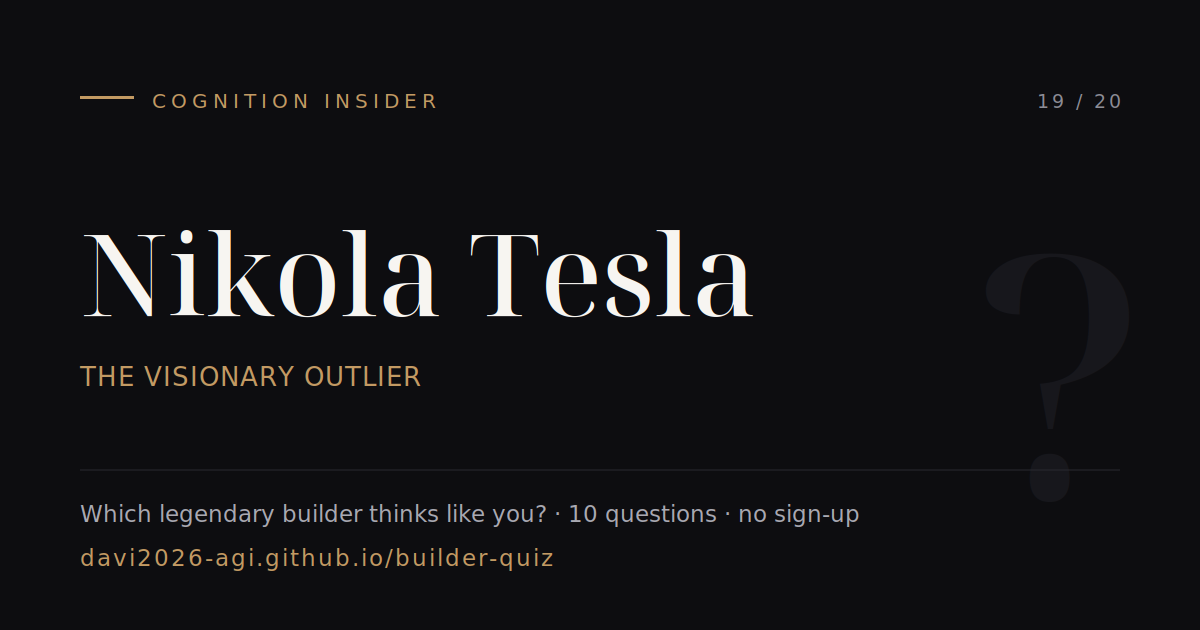 COGNITION INSIDER
19 / 20
Nikola Tesla
THE VISIONARY OUTLIER
?
Which legendary builder thinks like you? · 10 questions · no sign-up
davi2026-agi.github.io/builder-quiz